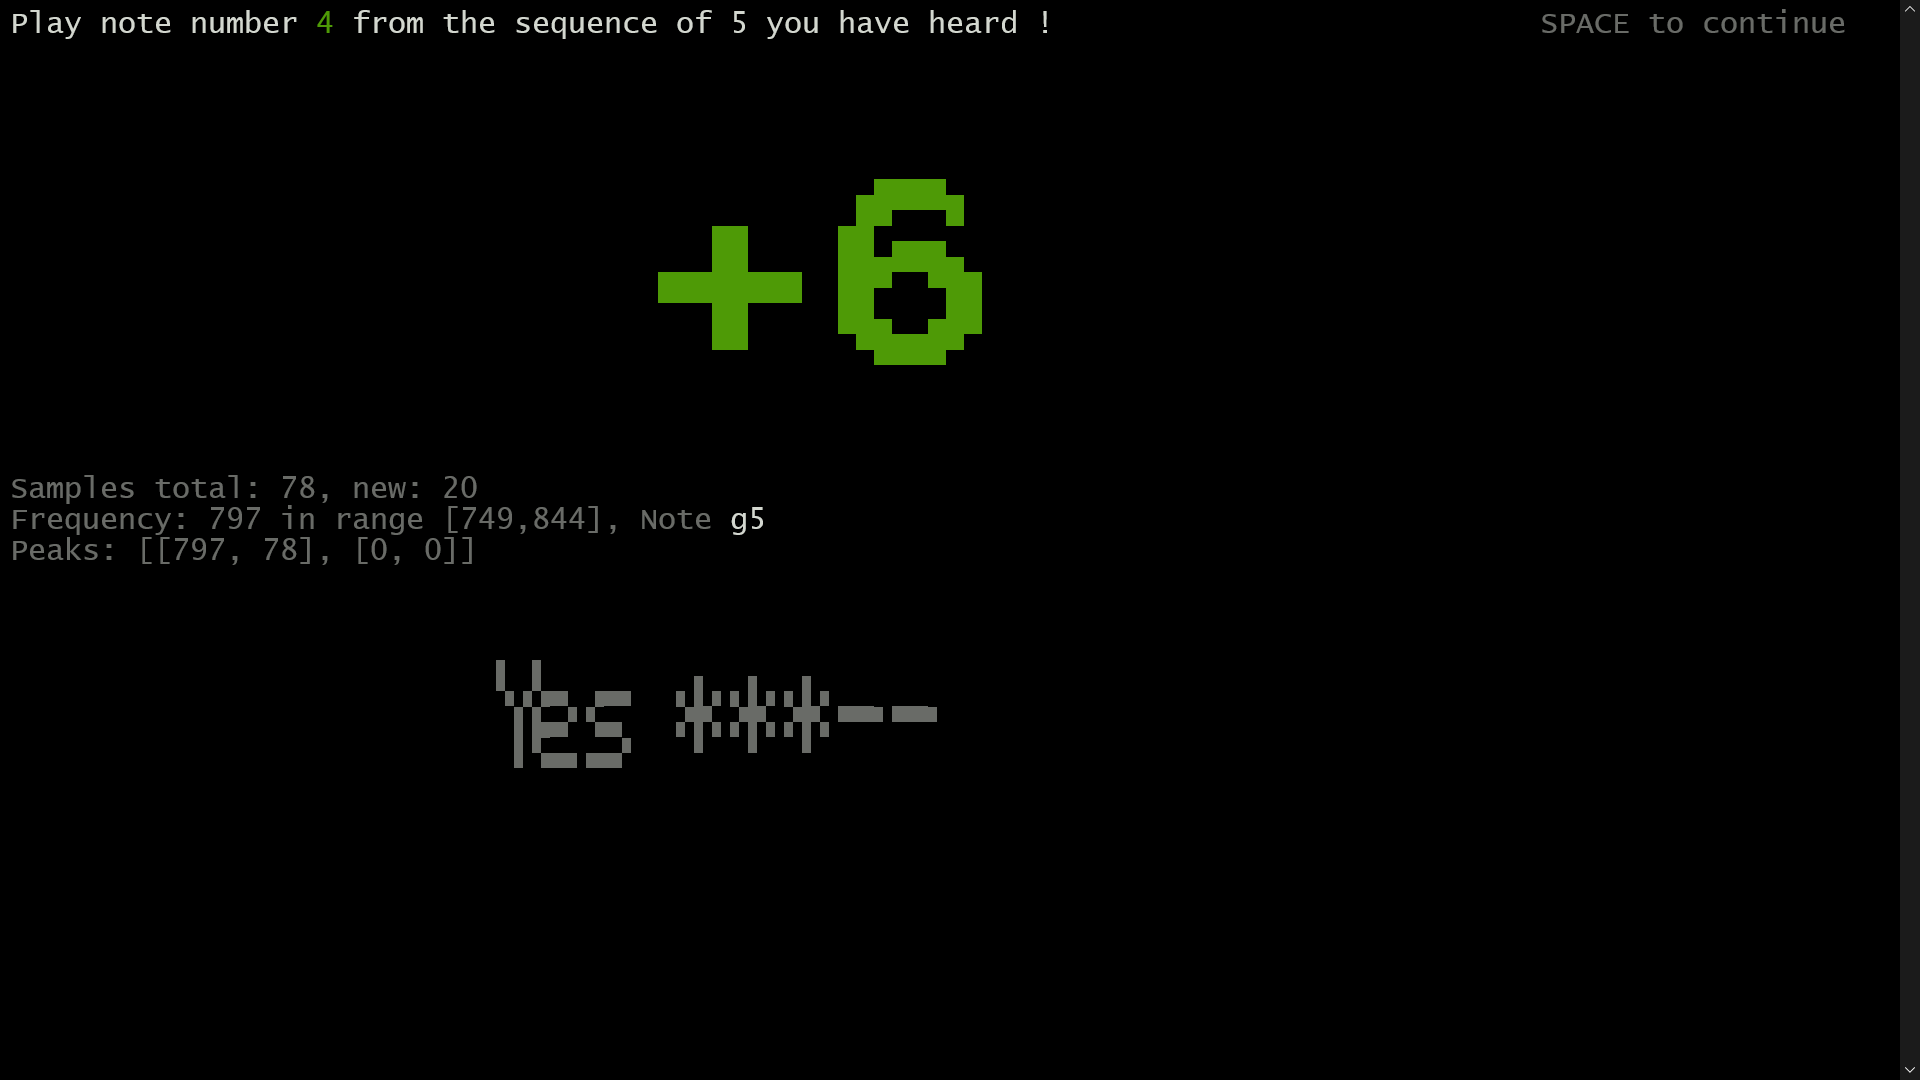 Play note number 4 from the sequence of 5 you have heard !
SPACE to continue
+6
Samples total: 78, new: 20
Frequency: 797 in range [749,844], Note g5
Peaks: [[797, 78], [0, 0]]
Yes ***--